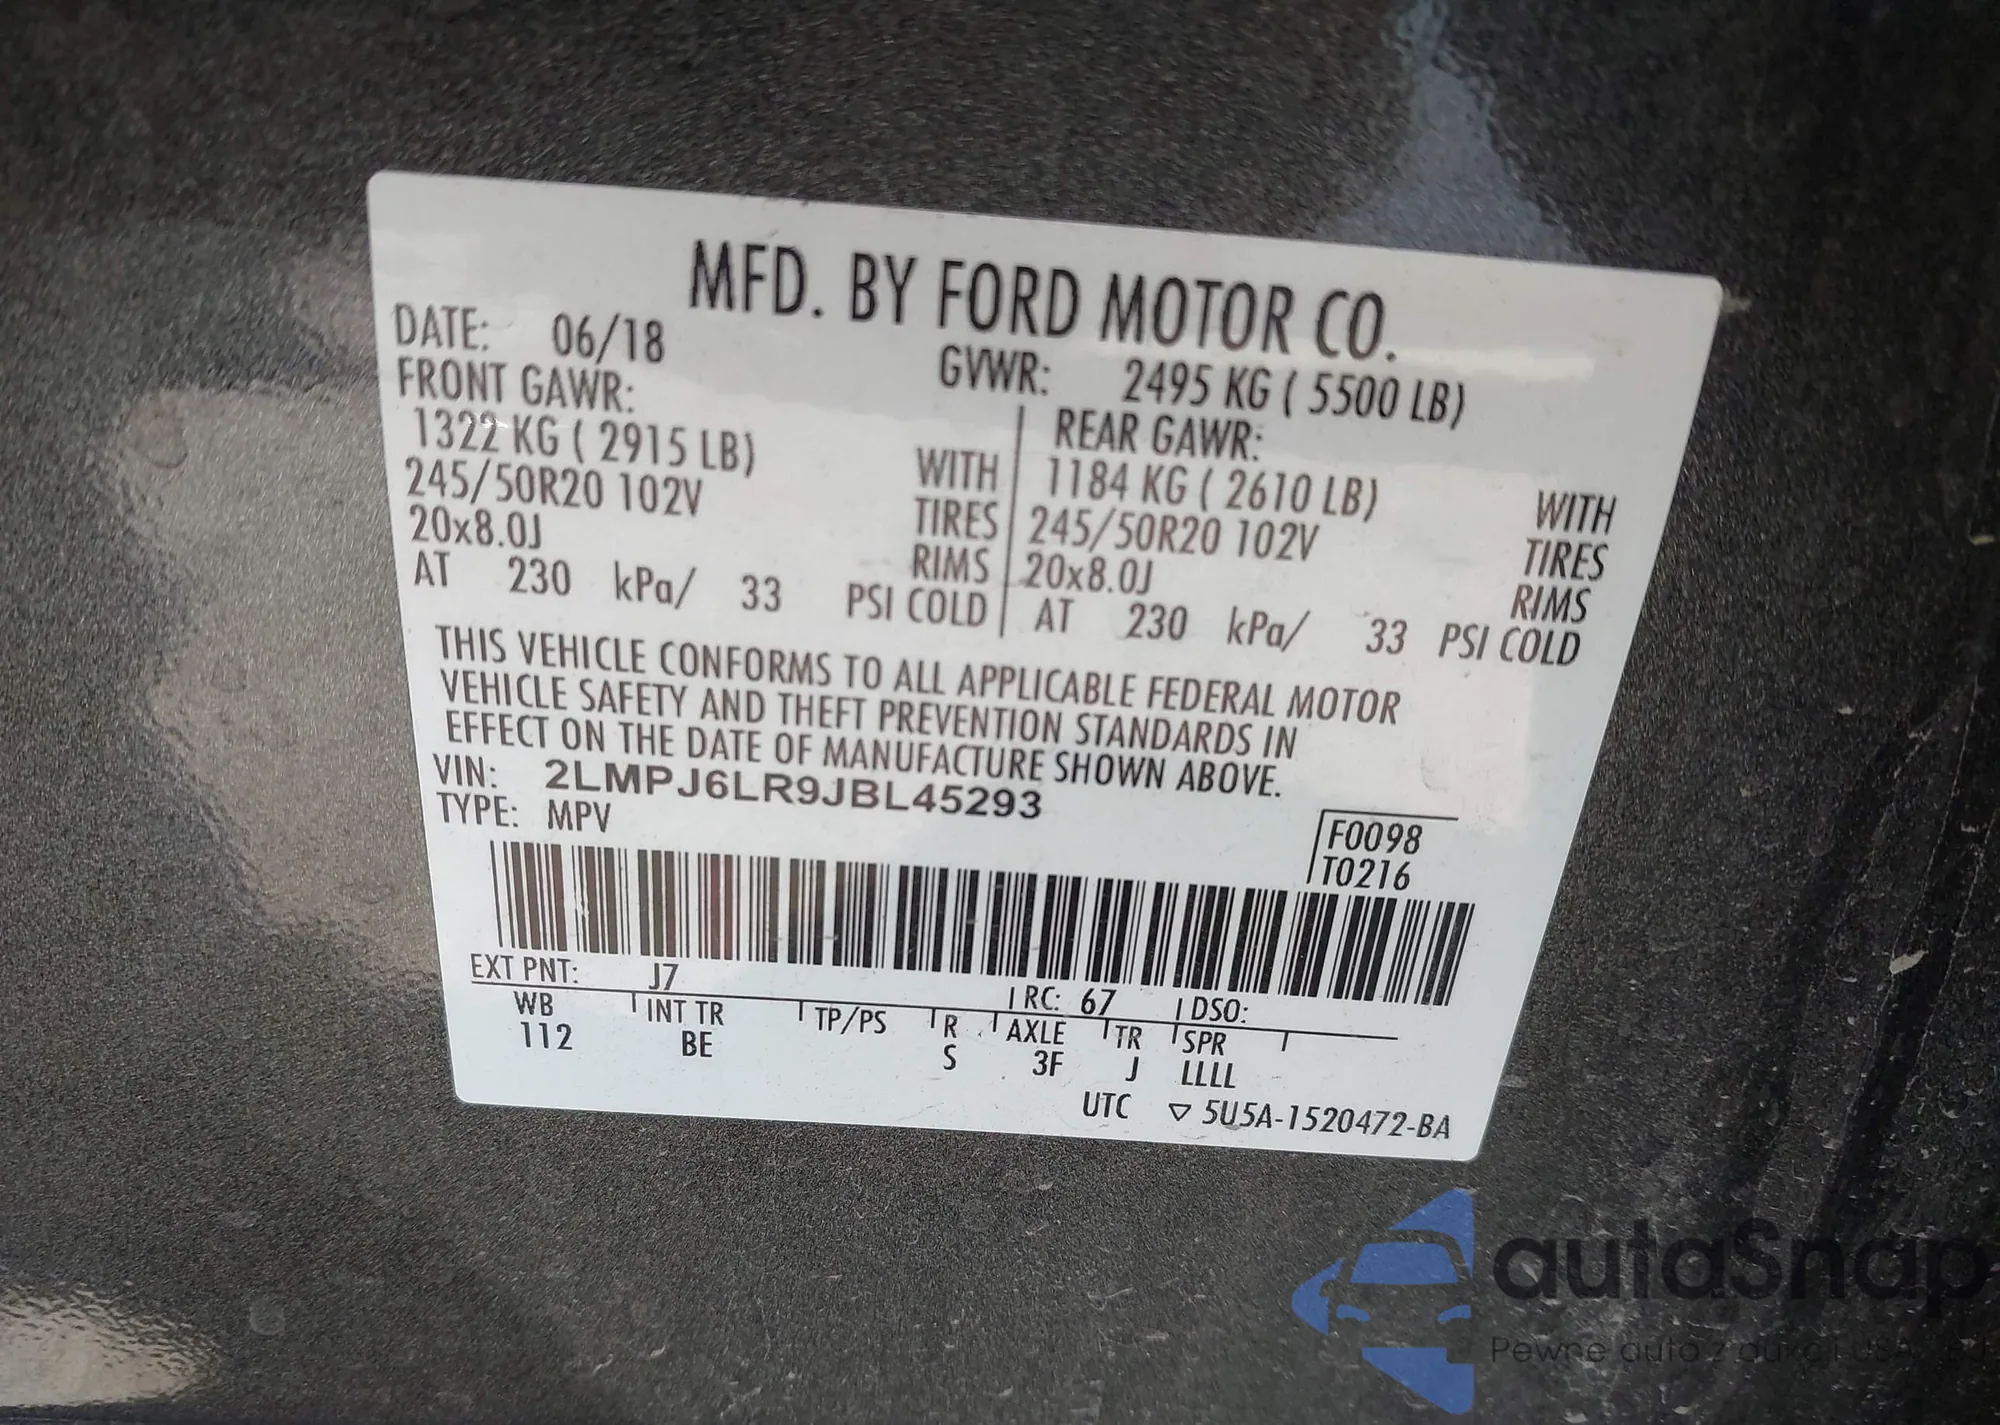 MFD. BY FORD MOTOR CO.
DATE: 06/18 GVWR: 2495 KG ( 5500 LB)
FRONT GAWR: REAR GAWR:
1322 KG ( 2915 LB) WITH 1184 KG ( 2610 LB) WITH
245/50R20 102V TIRES 245/50R20 102V TIRES
20x8.0J RIMS 20x8.0J RIMS
AT 230 kPa/ 33 PSI COLD AT 230 kPa/ 33 PSI COLD
THIS VEHICLE CONFORMS TO ALL APPLICABLE FEDERAL MOTOR
VEHICLE SAFETY AND THEFT PREVENTION STANDARDS IN
EFFECT ON THE DATE OF MANUFACTURE SHOWN ABOVE.
VIN: 2LMPJ6LR9JBL45293
TYPE: MPV
F0098
T0216
EXT PNT: J7 RC: 67 DSO:
WB INT TR TP/PS R AXLE TR SPR
112 BE S 3F J LLLL
UTC ▽ 5U5A-1520472-BA
autaSnap
Pewne auto z aukcji USA